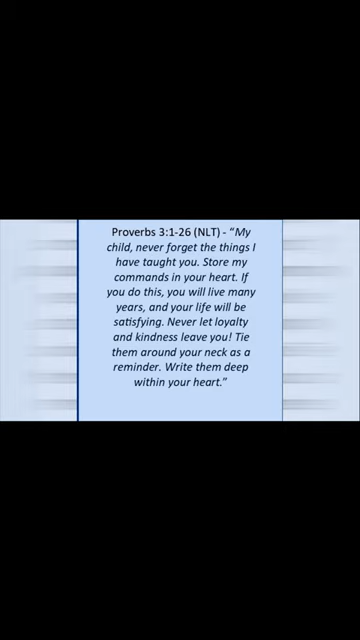 Proverbs 3:1-26 (NLT) - “My
child, never forget the things I
have taught you. Store my
commands in your heart. If
you do this, you will live many
years, and your life will be
satisfying. Never let loyalty
and kindness leave you! Tie
them around your neck as a
reminder. Write them deep
within your heart.”